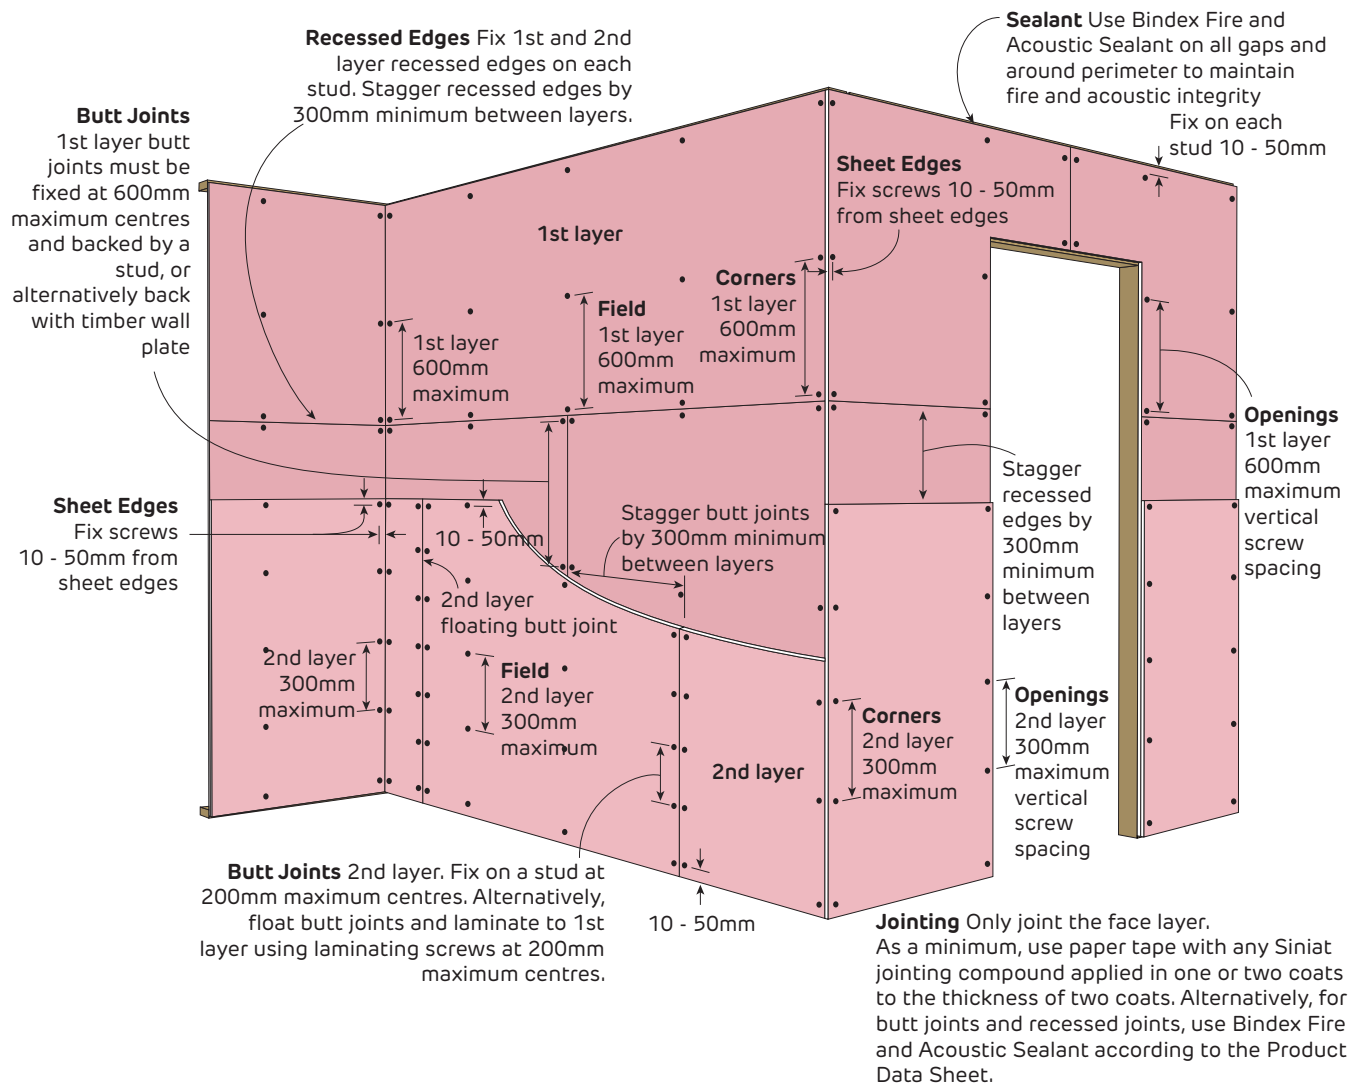 Recessed Edges Fix 1st and 2nd
layer recessed edges on each
stud. Stagger recessed edges by
300mm minimum between layers.
Sealant Use Bindex Fire and
Acoustic Sealant on all gaps and
around perimeter to maintain
fire and acoustic integrity
Fix on each
stud 10 - 50mm
Butt Joints
1st layer butt
joints must be
fixed at 600mm
maximum centres
and backed by a
stud, or
alternatively back
with timber wall
plate
Sheet Edges
Fix screws 10 - 50mm
from sheet edges
1st layer
Corners
1st layer
600mm
maximum
Field
1st layer
600mm
maximum
1st layer
600mm
maximum
Openings
1st layer
600mm
maximum
vertical
screw
spacing
Stagger
recessed
edges by
300mm
minimum
between
layers
Sheet Edges
Fix screws
10 - 50mm from
sheet edges
10 - 50mm
Stagger butt joints
by 300mm minimum
between layers
2nd layer
floating butt joint
2nd layer
300mm
maximum
Field
2nd layer
300mm
maximum
2nd layer
Corners
2nd layer
300mm
maximum
Openings
2nd layer
300mm
maximum
vertical
screw
spacing
Butt Joints 2nd layer. Fix on a stud at
200mm maximum centres. Alternatively,
float butt joints and laminate to 1st
layer using laminating screws at 200mm
maximum centres.
10 - 50mm
Jointing Only joint the face layer.
As a minimum, use paper tape with any Siniat
jointing compound applied in one or two coats
to the thickness of two coats. Alternatively, for
butt joints and recessed joints, use Bindex Fire
and Acoustic Sealant according to the Product
Data Sheet.